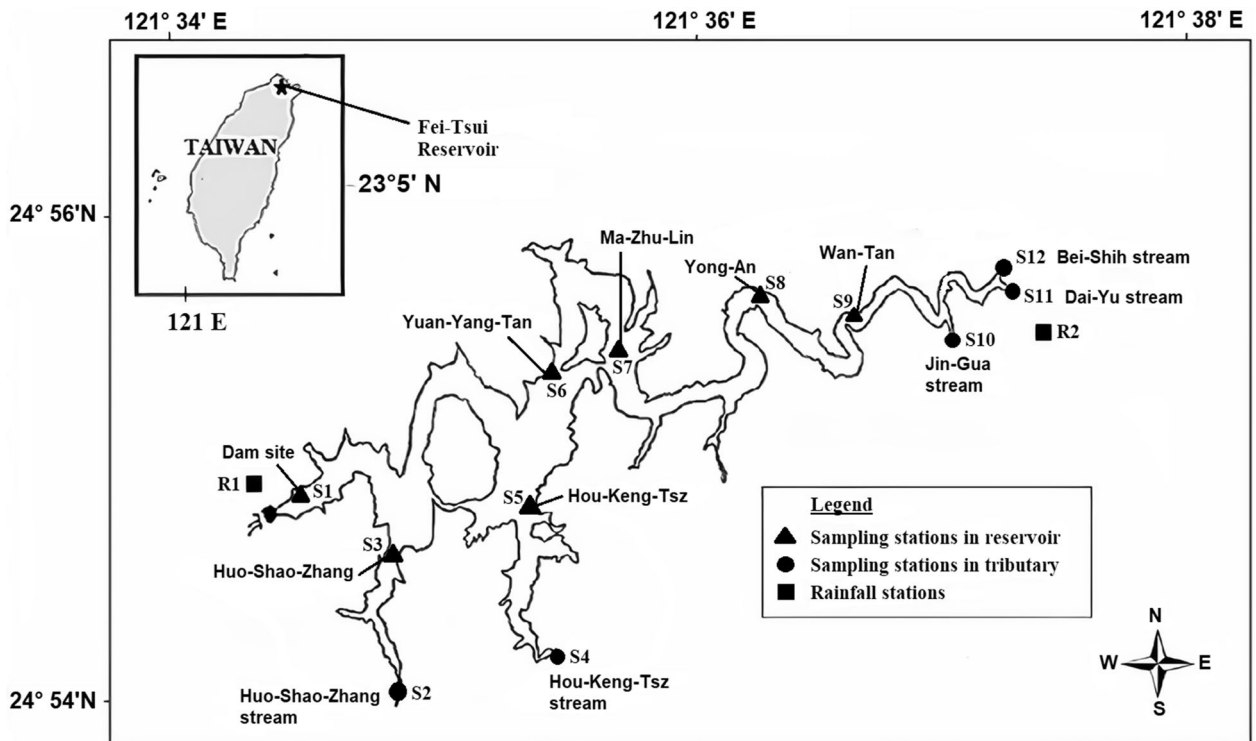 121° 34' E
121° 36' E
121° 38' E
TAIWAN
Fei-Tsui
Reservoir
23°5' N
121 E
24° 56'N
Ma-Zhu-Lin
Yong-An
S8
Wan-Tan
S9
S12 Bei-Shih stream
S11 Dai-Yu stream
R2
S10
Jin-Gua
stream
Yuan-Yang-Tan
S7
S6
Dam site
R1
S1
S5
Hou-Keng-Tsz
S3
Huo-Shao-Zhang
S4
Hou-Keng-Tsz
stream
S2
Huo-Shao-Zhang
stream
24° 54'N
Legend
Sampling stations in reservoir
Sampling stations in tributary
Rainfall stations
N
W
E
S